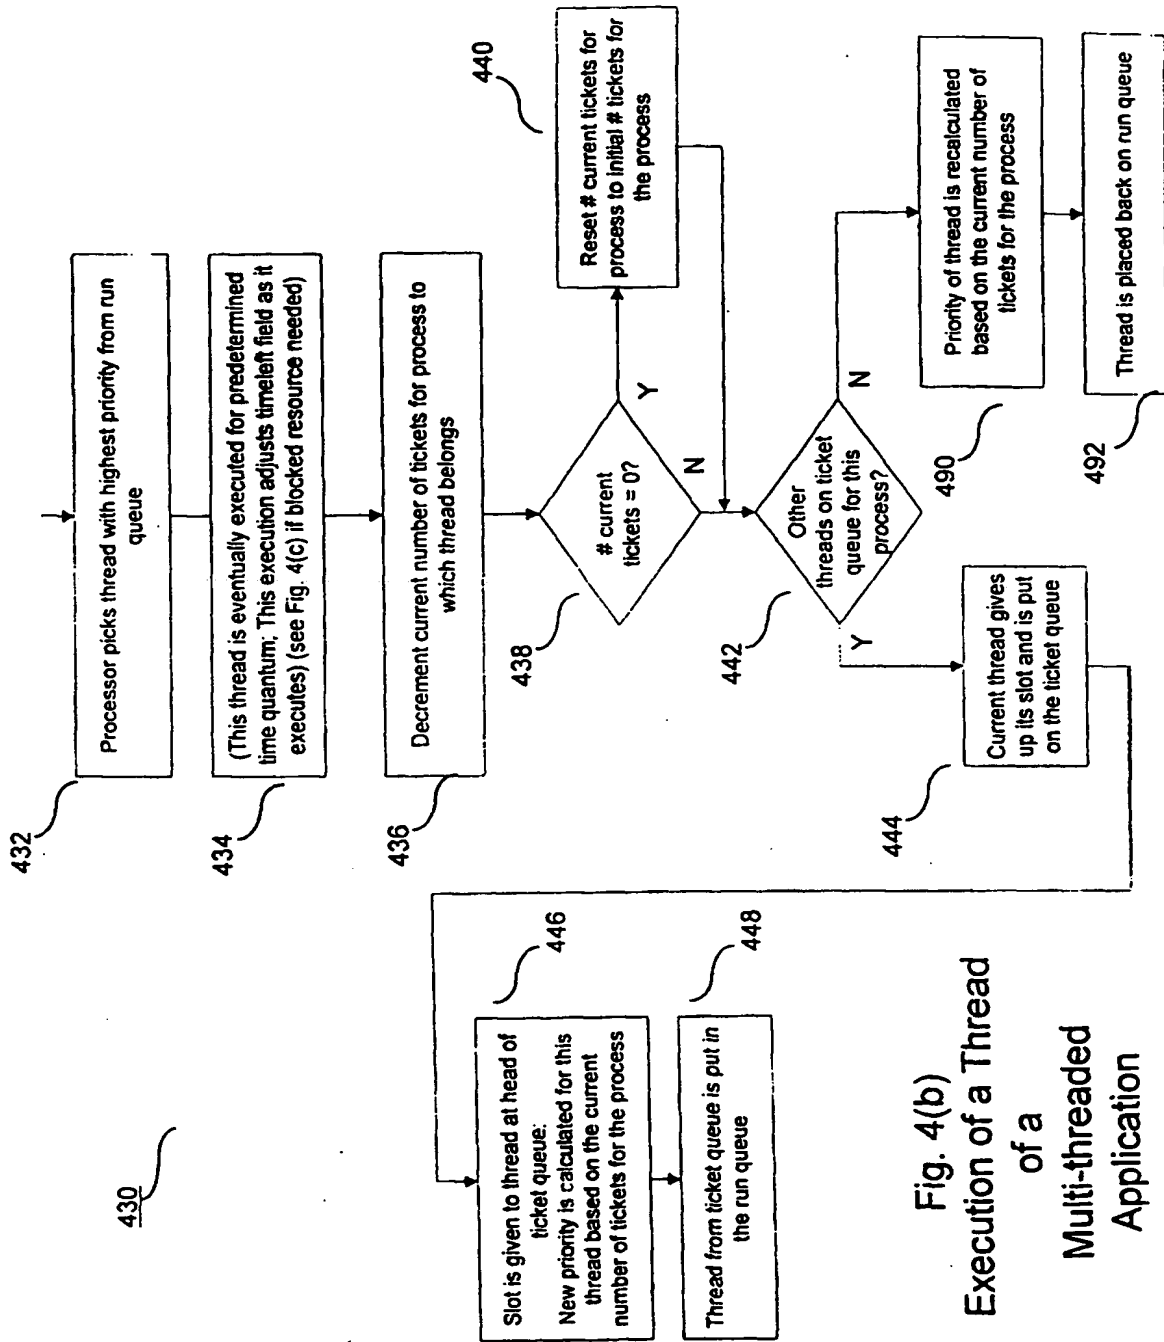 430
432
Processor picks thread with highest priority from run
queue
434
(This thread is eventually executed for predetermined
time quantum; This execution adjusts timeleft field as it
executes) (see Fig. 4(c) if blocked resource needed)
436
Decrement current number of tickets for process to
which thread belongs
438
# current
tickets = 0?
Y
N
440
Reset # current tickets for
process to initial # tickets for
the process
442
Other
threads on ticket
queue for this
process?
Y
N
444
Current thread gives
up its slot and is put
on the ticket queue
446
Slot is given to thread at head of
ticket queue:
New priority is calculated for this
thread based on the current
number of tickets for the process
448
Thread from ticket queue is put in
the run queue
490
Priority of thread is recalculated
based on the current number of
tickets for the process
492
Thread is placed back on run queue
Fig. 4(b)
Execution of a Thread
of a
Multi-threaded
Application